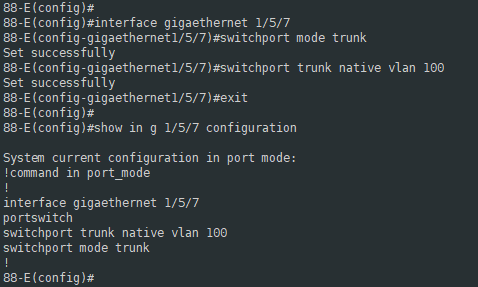 88-E(config)#
88-E(config)#interface gigaethernet 1/5/7
88-E(config-gigaethernet1/5/7)#switchport mode trunk
Set successfully
88-E(config-gigaethernet1/5/7)#switchport trunk native vlan 100
Set successfully
88-E(config-gigaethernet1/5/7)#exit
88-E(config)#
88-E(config)#show in g 1/5/7 configuration

System current configuration in port mode:
!command in port_mode
!
interface gigaethernet 1/5/7
portswitch
switchport trunk native vlan 100
switchport mode trunk
!
88-E(config)#